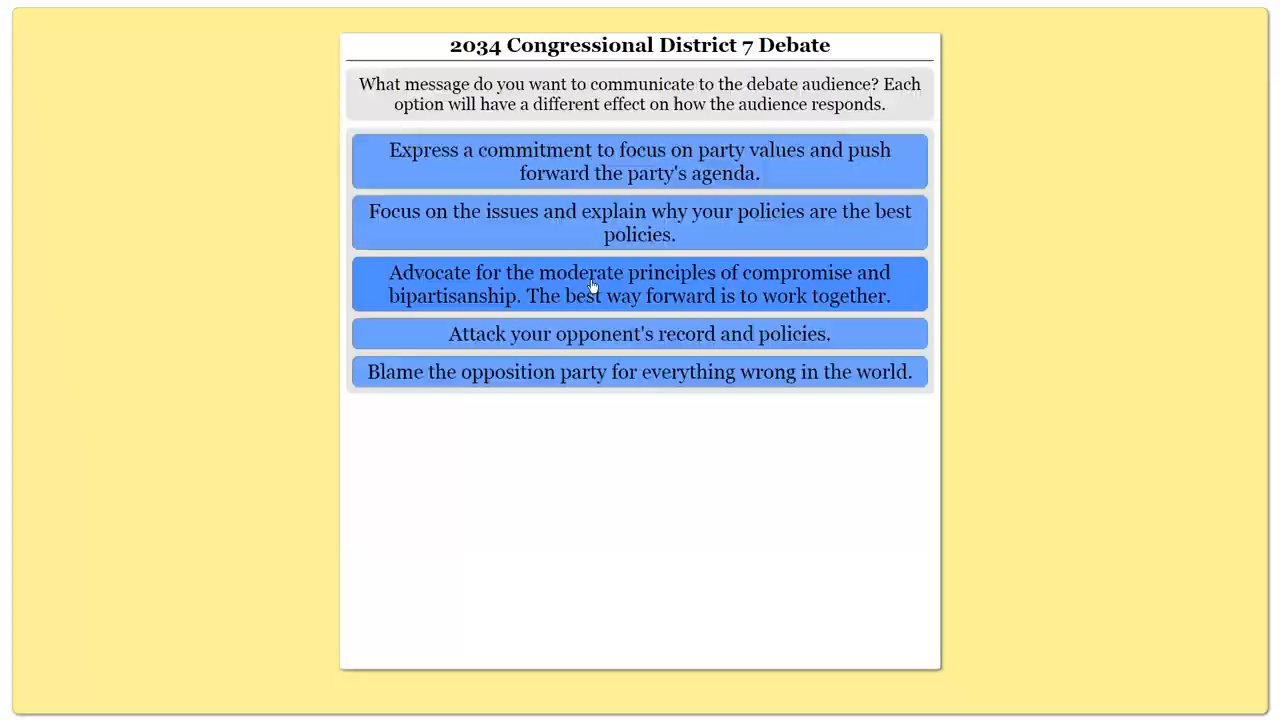 2034 Congressional District 7 Debate
What message do you want to communicate to the debate audience? Each
option will have a different effect on how the audience responds.
Express a commitment to focus on party values and push
forward the party's agenda.
Focus on the issues and explain why your policies are the best
policies.
Advocate for the moderate principles of compromise and
bipartisanship. The best way forward is to work together.
Attack your opponent's record and policies.
Blame the opposition party for everything wrong in the world.